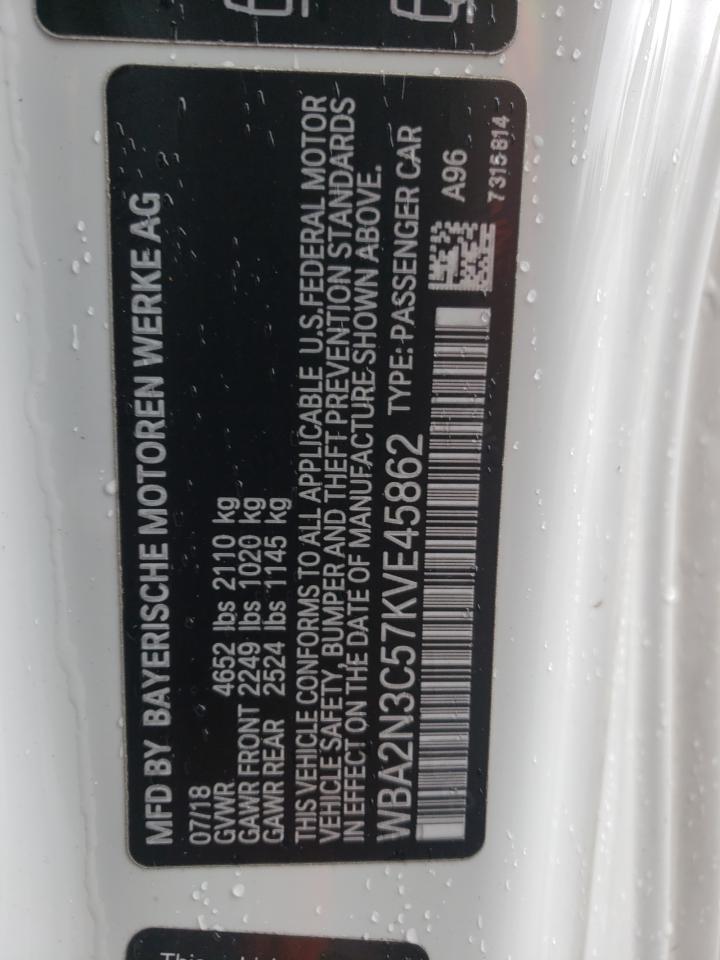 MFD BY BAYERISCHE MOTOREN WERKE AG
07/18
GVWR 4652 lbs 2110 kg
GAWR FRONT 2249 lbs 1020 kg
GAWR REAR 2524 lbs 1145 kg
THIS VEHICLE CONFORMS TO ALL APPLICABLE U.S.FEDERAL MOTOR
VEHICLE SAFETY, BUMPER AND THEFT PREVENTION STANDARDS
IN EFFECT ON THE DATE OF MANUFACTURE SHOWN ABOVE.
WBA2N3C57KVE45862 TYPE: PASSENGER CAR
A96
7315814
This